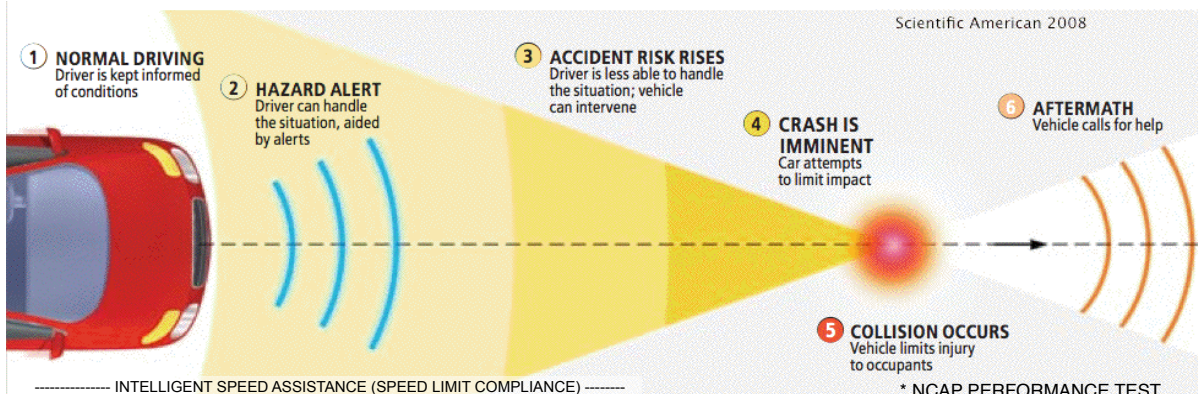 Scientific American 2008
1 NORMAL DRIVING
Driver is kept informed
of conditions
2 HAZARD ALERT
Driver can handle
the situation, aided
by alerts
3 ACCIDENT RISK RISES
Driver is less able to handle
the situation; vehicle
can intervene
4 CRASH IS
IMMINENT
Car attempts
to limit impact
5 COLLISION OCCURS
Vehicle limits injury
to occupants
6 AFTERMATH
Vehicle calls for help
--------------- INTELLIGENT SPEED ASSISTANCE (SPEED LIMIT COMPLIANCE) --------
* NCAP PERFORMANCE TEST